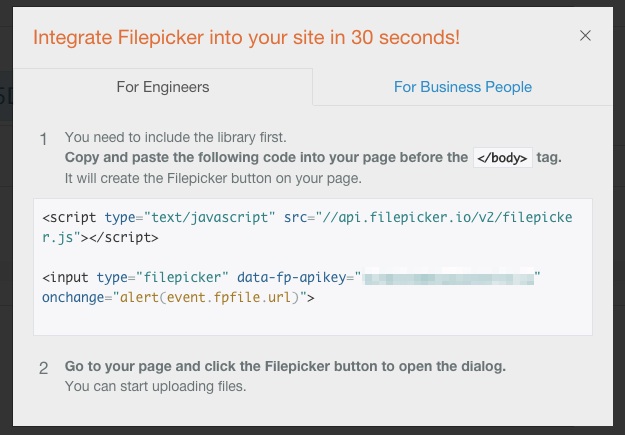 Integrate Filepicker into your site in 30 seconds!
For Engineers
For Business People
1 You need to include the library first.
Copy and paste the following code into your page before the </body> tag.
It will create the Filepicker button on your page.
<script type="text/javascript" src="//api.filepicker.io/v2/filepicke
r.js"></script>
<input type="filepicker" data-fp-apikey=" "
onchange="alert(event.fpfile.url)">
2 Go to your page and click the Filepicker button to open the dialog.
You can start uploading files.